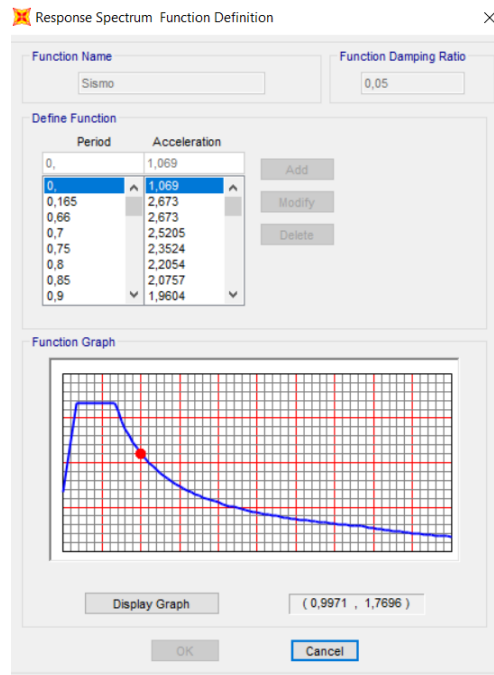 Response Spectrum  Function Definition
Function Name
Function Damping Ratio
Sismo
0,05
Define Function
Period Acceleration
0, 1,069
Add
0, 1,069
0,165 2,673
Modify
0,66 2,673
0,7 2,5205
Delete
0,75 2,3524
0,8 2,2054
0,85 2,0757
0,9 1,9604
Function Graph
Display Graph
( 0,9971 , 1,7696 )
OK
Cancel